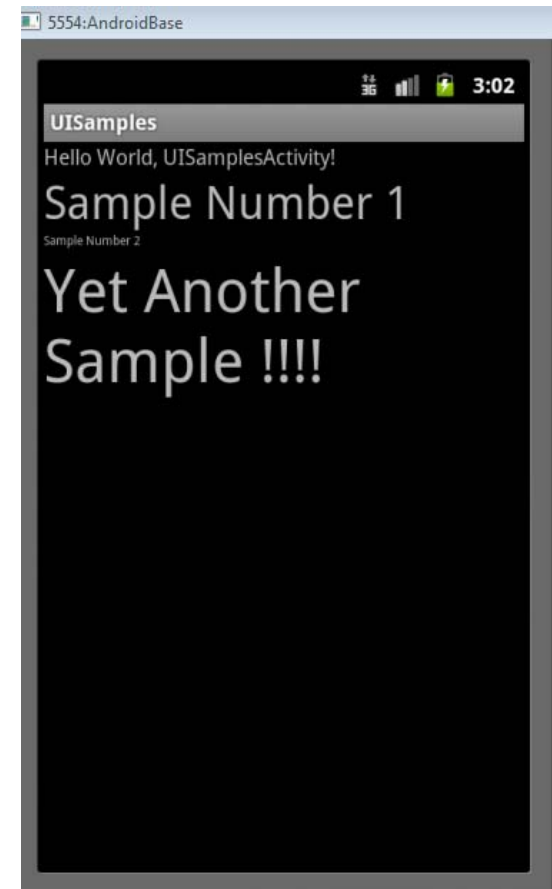 5554:AndroidBase
3G 3:02
UISamples
Hello World, UISamplesActivity!
Sample Number 1
Sample Number 2
Yet Another
Sample !!!!